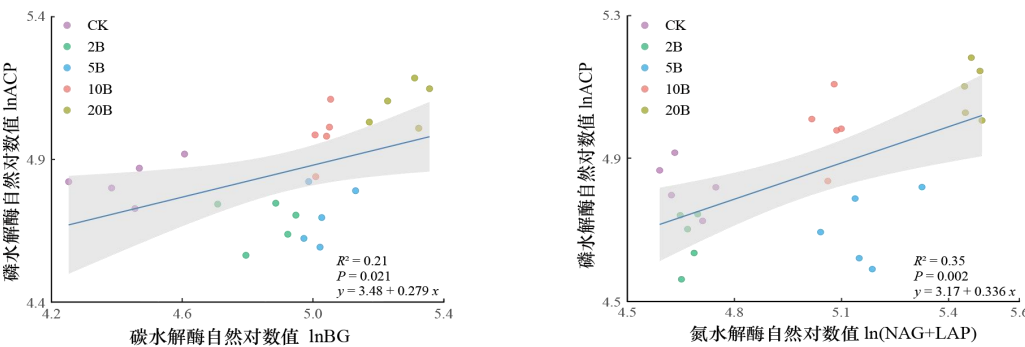 5.4
CK
2B
5B
10B
20B
4.9
4.4
磷水解酶自然对数值 lnACP
R² = 0.21
P = 0.021
y = 3.48 + 0.279 x
4.2 4.6 5.0 5.4
碳水解酶自然对数值 lnBG
5.3
CK
2B
5B
10B
20B
4.9
4.5
磷水解酶自然对数值 lnACP
R² = 0.35
P = 0.002
y = 3.17 + 0.336 x
4.5 4.8 5.1 5.4 5.6
氮水解酶自然对数值 ln(NAG+LAP)